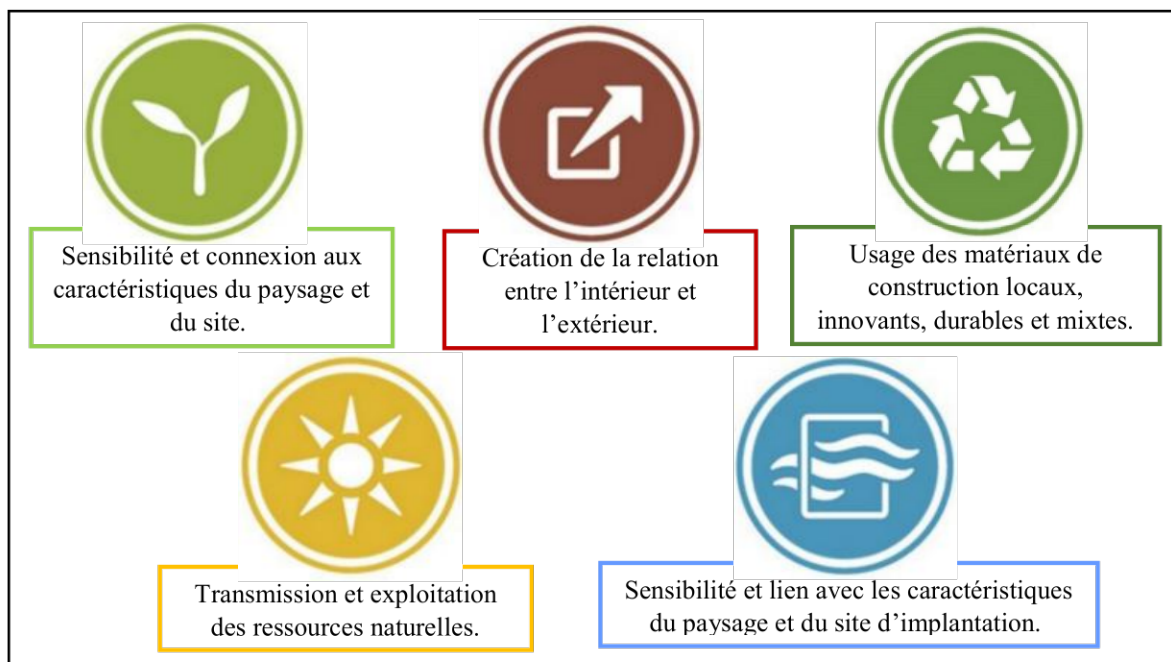 Sensibilité et connexion aux
caractéristiques du paysage et
du site.
Création de la relation
entre l’intérieur et
l’extérieur.
Usage des matériaux de
construction locaux,
innovants, durables et mixtes.
Transmission et exploitation
des ressources naturelles.
Sensibilité et lien avec les caractéristiques
du paysage et du site d’implantation.